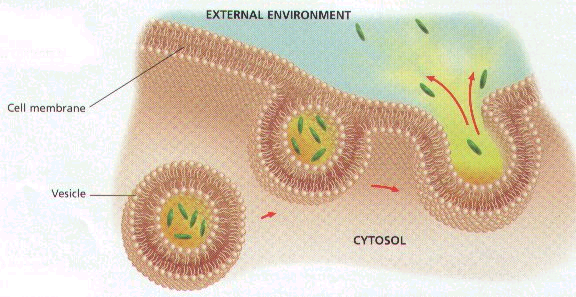 EXTERNAL ENVIRONMENT
Cell membrane
Vesicle
CYTOSOL